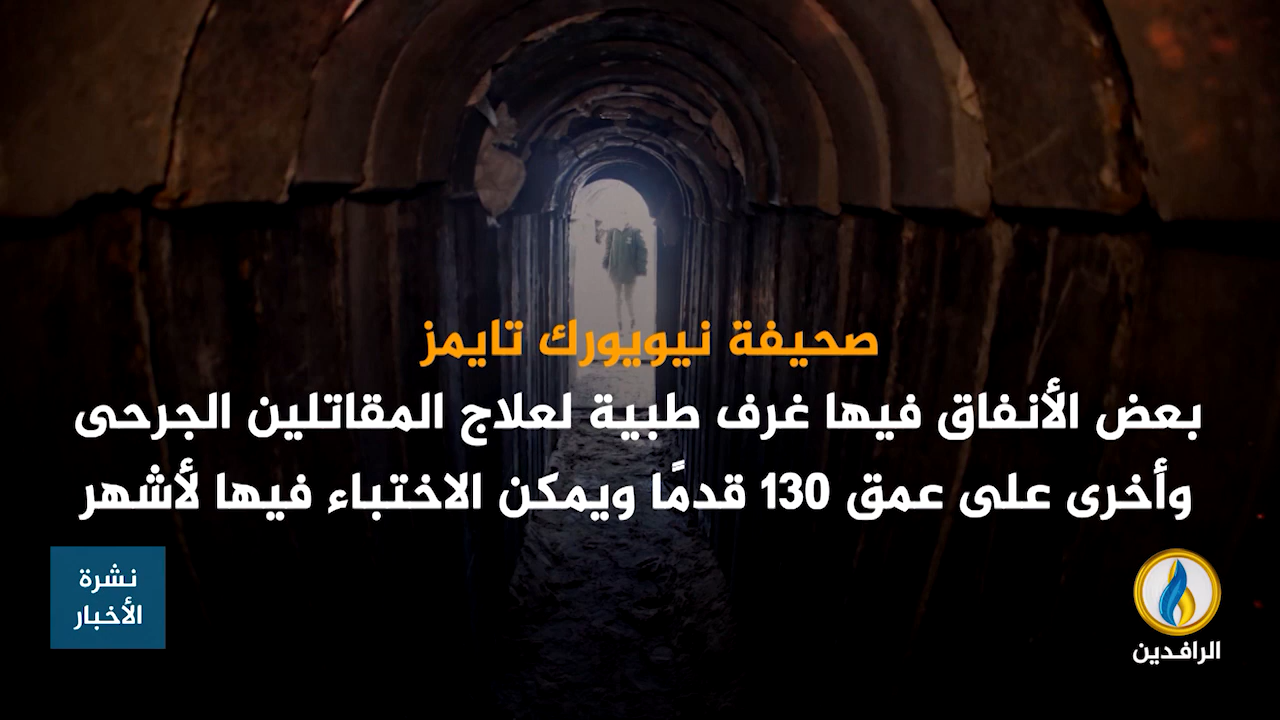 صحيفة نيويورك تايمز
بعض الأنفاق فيها غرف طبية لعلاج المقاتلين الجرحى
وأخرى على عمق 130 قدمًا ويمكن الاختباء فيها لأشهر
نشرة
الأخبار
الرافدين